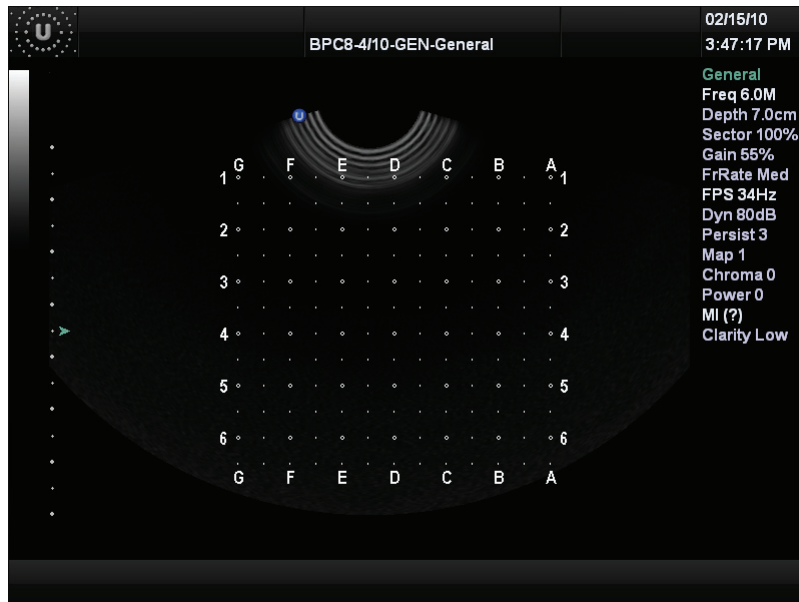 U
02/15/10
BPC8-4/10-GEN-General
3:47:17 PM
General
Freq 6.0M
Depth 7.0cm
Sector 100%
Gain 55%
FrRate Med
FPS 34Hz
Dyn 80dB
Persist 3
Map 1
Chroma 0
Power 0
MI (?)
Clarity Low
U
G F E D C B A
1 1
2 2
3 3
4 4
5 5
6 6
G F E D C B A